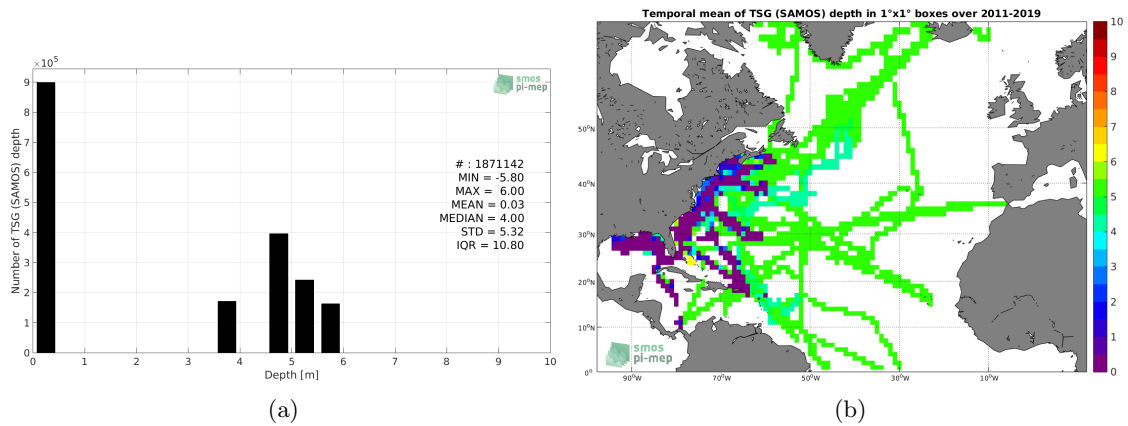 ×10⁵
9
8
7
6
5
4
3
2
1
0
Number of TSG (SAMOS) depth
smos
pi-mep
# : 1871142
MIN = -5.80
MAX = 6.00
MEAN = 0.03
MEDIAN = 4.00
STD = 5.32
IQR = 10.80
0 1 2 3 4 5 6 7 8 9 10
Depth [m]
(a)
Temporal mean of TSG (SAMOS) depth in 1°x1° boxes over 2011-2019
50°N
40°N
30°N
20°N
10°N
0°
90°W 70°W 50°W 30°W 10°W
smos
pi-mep
10
9
8
7
6
5
4
3
2
1
0
(b)